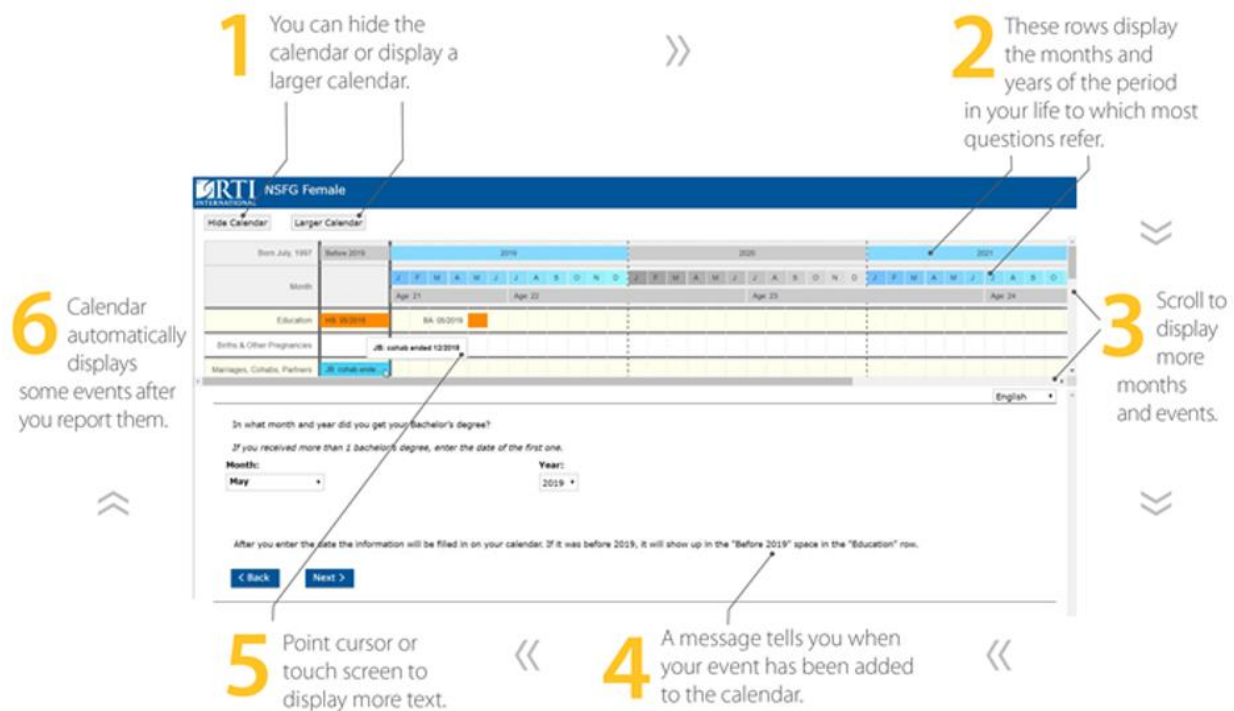 1 You can hide the
calendar or display a
larger calendar.
2 These rows display
the months and
years of the period
in your life to which most
questions refer.
RTI
INTERNATIONAL
NSFG Female
Hide Calendar Larger Calendar
Born July, 1997 Before 2019 2019 2020 2021
Month J F M A M J J A S O N D J F M A M J J A S O N D J F M A M J J A S O
Age: 21 Age: 22 Age: 23 Age: 24
Education HS: 05/2015 BA: 05/2019
Births & Other Pregnancies JB: cohab ended 12/2018
Marriages, Cohabs, Partners JB: cohab ende...
3 Scroll to
display
more
months
and events.
6 Calendar
automatically
displays
some events after
you report them.
English
In what month and year did you get your Bachelor's degree?
If you received more than 1 bachelor's degree, enter the date of the first one.
Month: Year:
May 2019
After you enter the date the information will be filled in on your calendar. If it was before 2019, it will show up in the "Before 2019" space in the "Education" row.
< Back Next >
5 Point cursor or
touch screen to
display more text.
4 A message tells you when
your event has been added
to the calendar.